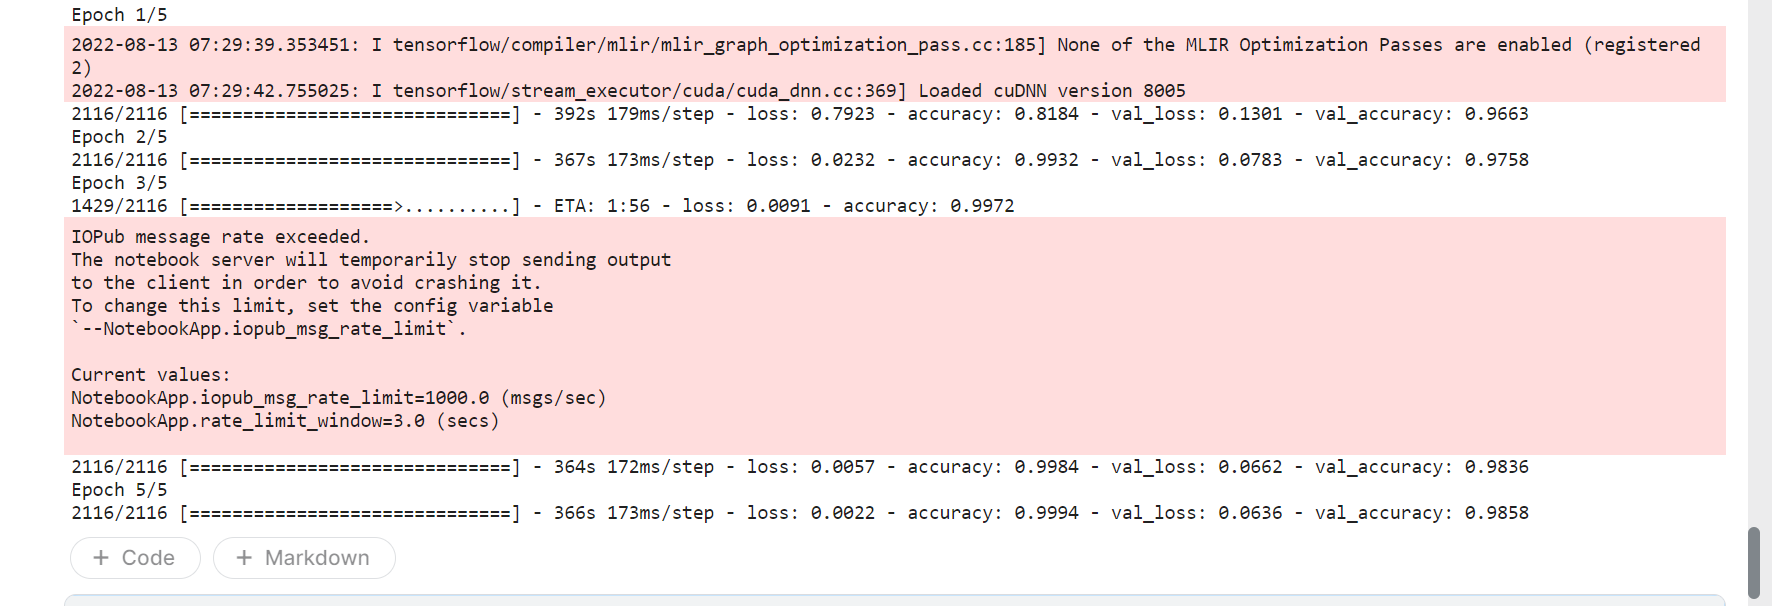 Epoch 1/5
2022-08-13 07:29:39.353451: I tensorflow/compiler/mlir/mlir_graph_optimization_pass.cc:185] None of the MLIR Optimization Passes are enabled (registered
2)
2022-08-13 07:29:42.755025: I tensorflow/stream_executor/cuda/cuda_dnn.cc:369] Loaded cuDNN version 8005
2116/2116 [==============================] - 392s 179ms/step - loss: 0.7923 - accuracy: 0.8184 - val_loss: 0.1301 - val_accuracy: 0.9663
Epoch 2/5
2116/2116 [==============================] - 367s 173ms/step - loss: 0.0232 - accuracy: 0.9932 - val_loss: 0.0783 - val_accuracy: 0.9758
Epoch 3/5
1429/2116 [===================>..........] - ETA: 1:56 - loss: 0.0091 - accuracy: 0.9972
IOPub message rate exceeded.
The notebook server will temporarily stop sending output
to the client in order to avoid crashing it.
To change this limit, set the config variable
`--NotebookApp.iopub_msg_rate_limit`.
Current values:
NotebookApp.iopub_msg_rate_limit=1000.0 (msgs/sec)
NotebookApp.rate_limit_window=3.0 (secs)
2116/2116 [==============================] - 364s 172ms/step - loss: 0.0057 - accuracy: 0.9984 - val_loss: 0.0662 - val_accuracy: 0.9836
Epoch 5/5
2116/2116 [==============================] - 366s 173ms/step - loss: 0.0022 - accuracy: 0.9994 - val_loss: 0.0636 - val_accuracy: 0.9858
+ Code + Markdown